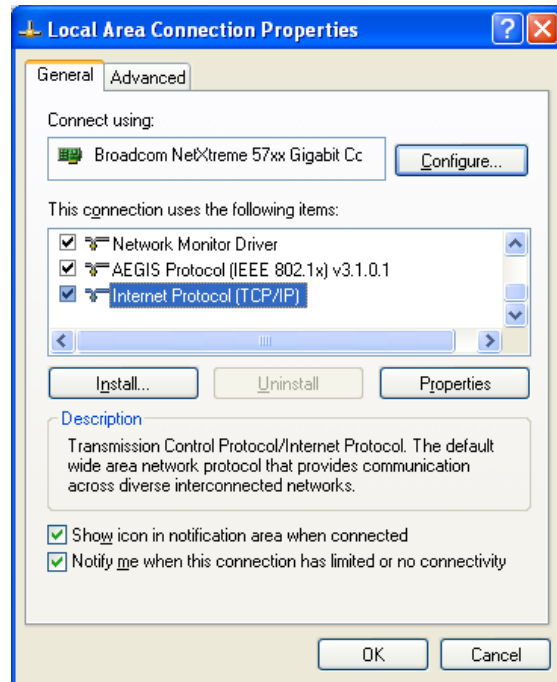 Local Area Connection Properties
General Advanced
Connect using:
Broadcom NetXtreme 57xx Gigabit Cc
Configure...
This connection uses the following items:
Network Monitor Driver
AEGIS Protocol (IEEE 802.1x) v3.1.0.1
Internet Protocol (TCP/IP)
Install... Uninstall Properties
Description
Transmission Control Protocol/Internet Protocol. The default
wide area network protocol that provides communication
across diverse interconnected networks.
Show icon in notification area when connected
Notify me when this connection has limited or no connectivity
OK Cancel